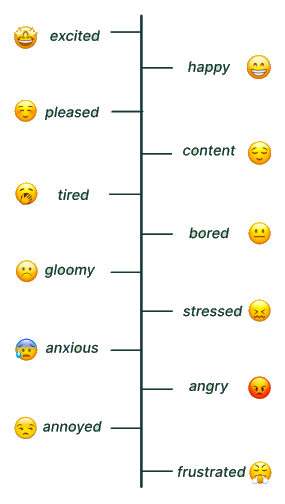 excited
happy
pleased
content
tired
bored
gloomy
stressed
anxious
angry
annoyed
frustrated